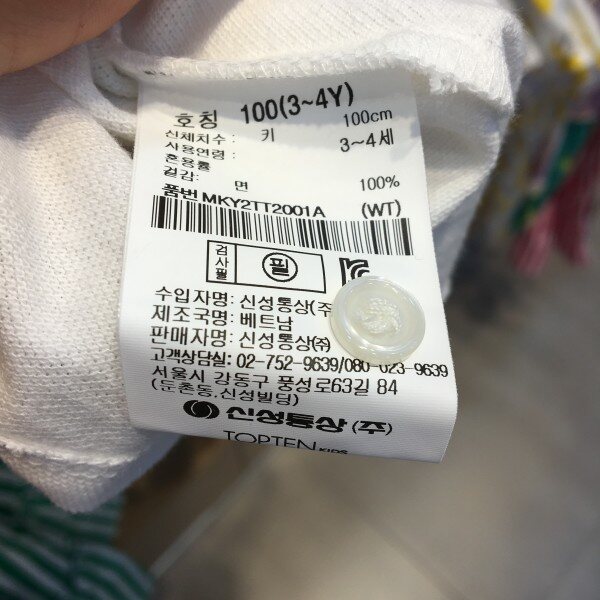 호칭 100(3~4Y)
신체치수: 키 100cm
사용연령: 3~4세
혼용률
겉감: 면 100%
품번 MKY2TT2001A (WT)
검사필 필
수입자명: 신성통상(주
제조국명: 베트남
판매자명: 신성통상㈜
고객상담실: 02-752-9639/080-023-9639
서울시 강동구 풍성로63길 84
(둔촌동,신성빌딩)
신성통상 (주)
TOPTEN KIDS